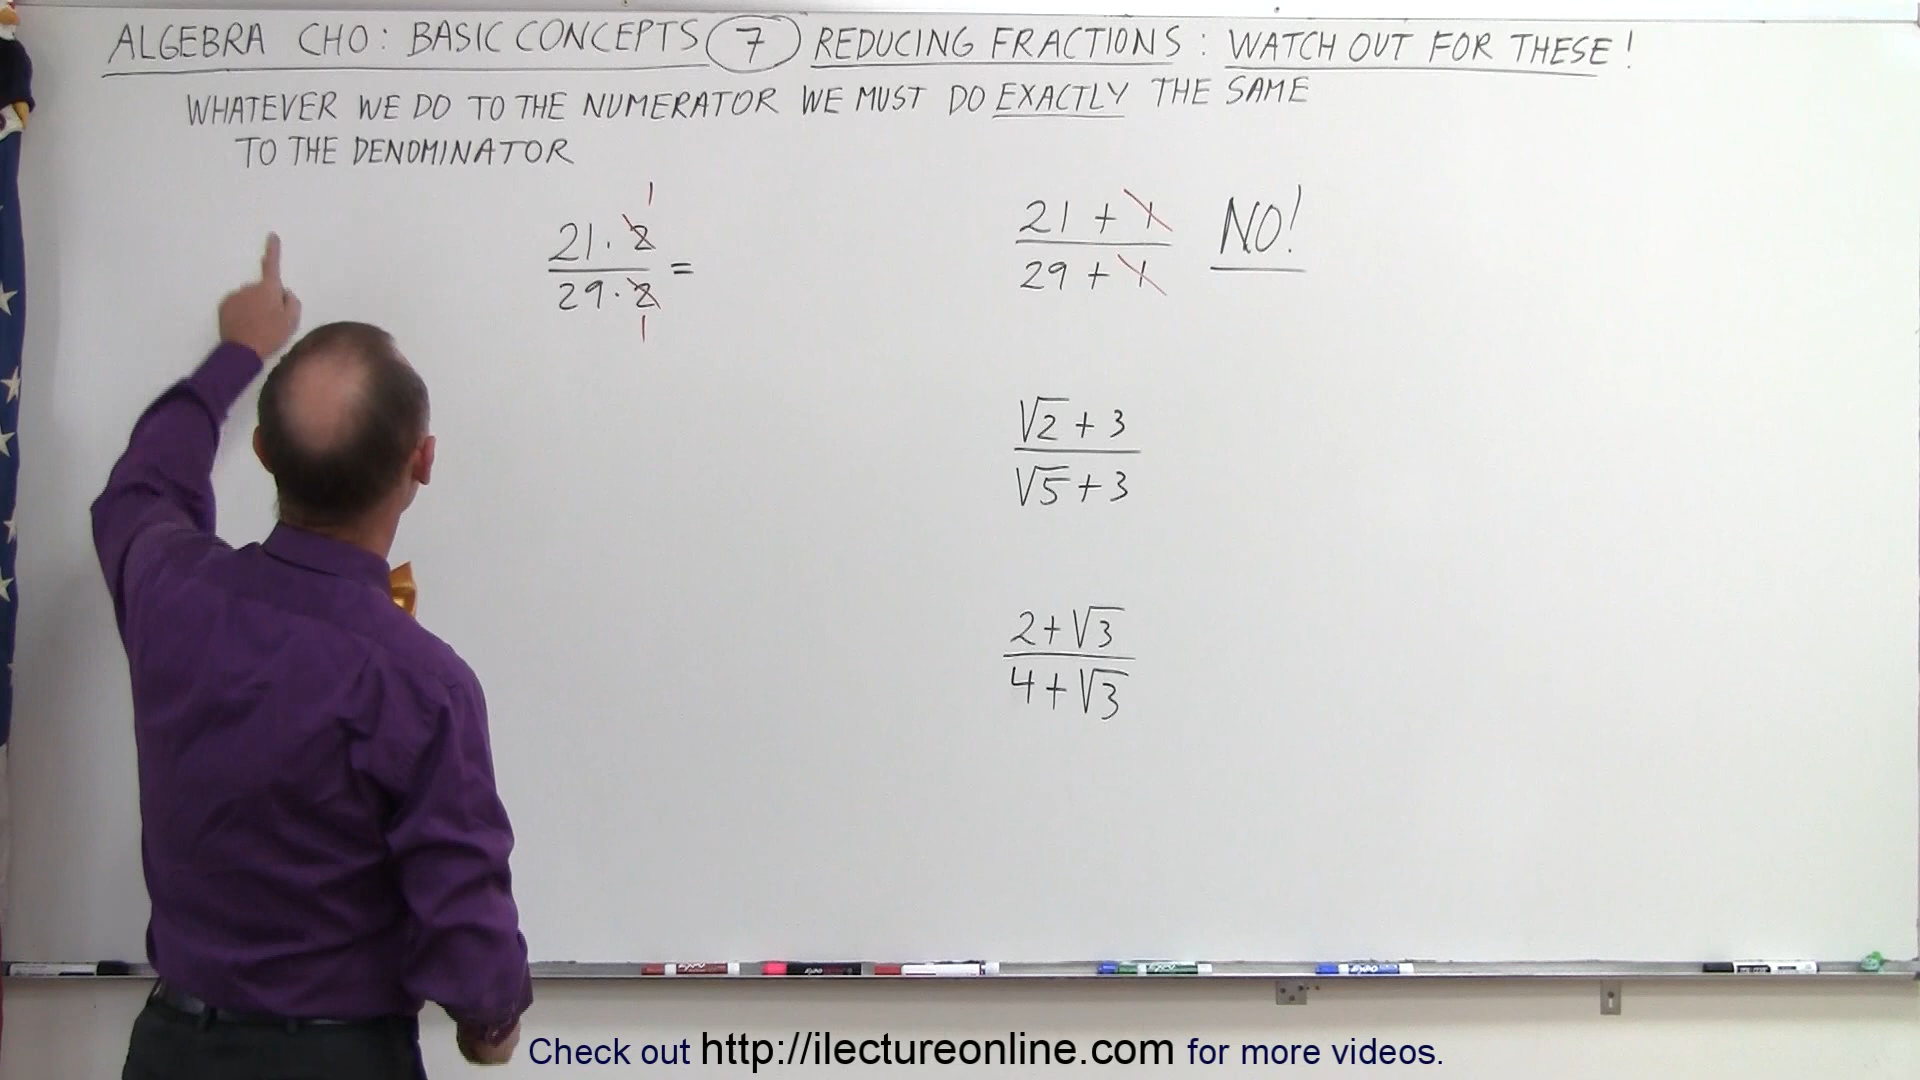 ALGEBRA CH0: BASIC CONCEPTS 7 REDUCING FRACTIONS: WATCH OUT FOR THESE!
WHATEVER WE DO TO THE NUMERATOR WE MUST DO EXACTLY THE SAME
TO THE DENOMINATOR
1
21 · 2
29 · 2 =
1
21 + 1
29 + 1
NO!
√2 + 3
√5 + 3
2 + √3
4 + √3
Check out http://ilectureonline.com for more videos.